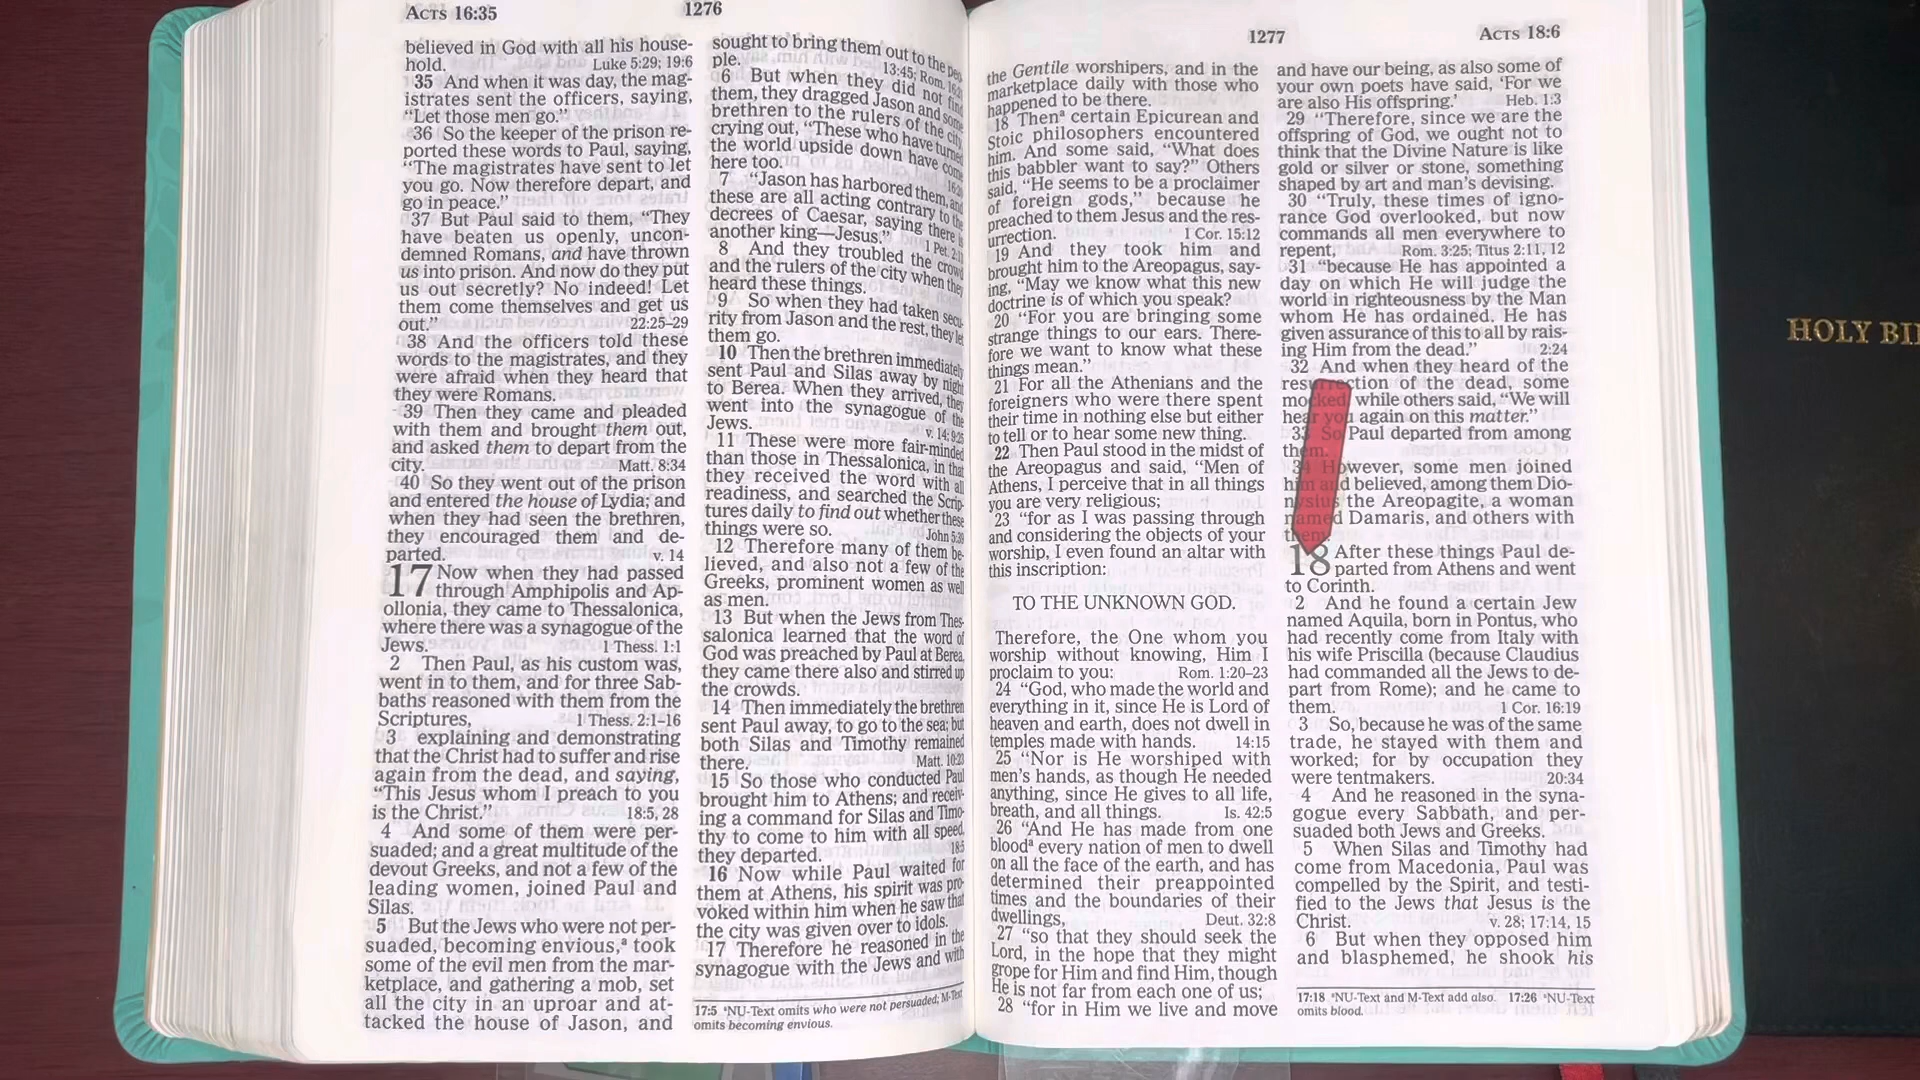 ACTS 16:35
1276
believed in God with all his house-
hold. Luke 5:29; 19:6
35 And when it was day, the mag-
istrates sent the officers, saying,
“Let those men go.”
36 So the keeper of the prison re-
ported these words to Paul, saying,
“The magistrates have sent to let
you go. Now therefore depart, and
go in peace.”
37 But Paul said to them, “They
have beaten us openly, uncon-
demned Romans, and have thrown
us into prison. And now do they put
us out secretly? No indeed! Let
them come themselves and get us
out.” 22:25–29
38 And the officers told these
words to the magistrates, and they
were afraid when they heard that
they were Romans.
39 Then they came and pleaded
with them and brought them out,
and asked them to depart from the
city. Matt. 8:34
40 So they went out of the prison
and entered the house of Lydia; and
when they had seen the brethren,
they encouraged them and de-
parted. v. 14
17 Now when they had passed
through Amphipolis and Ap-
ollonia, they came to Thessalonica,
where there was a synagogue of the
Jews. 1 Thess. 1:1
2 Then Paul, as his custom was,
went in to them, and for three Sab-
baths reasoned with them from the
Scriptures, 1 Thess. 2:1–16
3 explaining and demonstrating
that the Christ had to suffer and rise
again from the dead, and saying,
“This Jesus whom I preach to you
is the Christ.” 18:5, 28
4 And some of them were per-
suaded; and a great multitude of the
devout Greeks, and not a few of the
leading women, joined Paul and
Silas.
5 But the Jews who were not per-
suaded, becoming envious,ᵃ took
some of the evil men from the mar-
ketplace, and gathering a mob, set
all the city in an uproar and at-
tacked the house of Jason, and
sought to bring them out to the peo-
ple. 13:45; Rom.
6 But when they did not find
them, they dragged Jason and some
brethren to the rulers of the city,
crying out, “These who have turned
the world upside down have come
here too.
7 “Jason has harbored them, and
these are all acting contrary to the
decrees of Caesar, saying there is
another king—Jesus.” 1 Pet.
8 And they troubled the crowd
and the rulers of the city when they
heard these things.
9 So when they had taken secu-
rity from Jason and the rest, they let
them go.
10 Then the brethren immediately
sent Paul and Silas away by night
to Berea. When they arrived, they
went into the synagogue of the
Jews. v. 14; 9:25
11 These were more fair-minded
than those in Thessalonica, in that
they received the word with all
readiness, and searched the Scrip-
tures daily to find out whether these
things were so. John 5:39
12 Therefore many of them be-
lieved, and also not a few of the
Greeks, prominent women as well
as men.
13 But when the Jews from Thes-
salonica learned that the word of
God was preached by Paul at Berea,
they came there also and stirred up
the crowds.
14 Then immediately the brethren
sent Paul away, to go to the sea; but
both Silas and Timothy remained
there. Matt. 10:23
15 So those who conducted Paul
brought him to Athens; and receiv-
ing a command for Silas and Timo-
thy to come to him with all speed,
they departed. 18:5
16 Now while Paul waited for
them at Athens, his spirit was pro-
voked within him when he saw that
the city was given over to idols.
17 Therefore he reasoned in the
synagogue with the Jews and with
17:5 ᵃNU-Text omits who were not persuaded; M-Text
omits becoming envious.
1277
ACTS 18:6
the Gentile worshipers, and in the
marketplace daily with those who
happened to be there.
18 Thenᵃ certain Epicurean and
Stoic philosophers encountered
him. And some said, “What does
this babbler want to say?” Others
said, “He seems to be a proclaimer
of foreign gods,” because he
preached to them Jesus and the res-
urrection. 1 Cor. 15:12
19 And they took him and
brought him to the Areopagus, say-
ing, “May we know what this new
doctrine is of which you speak?
20 “For you are bringing some
strange things to our ears. There-
fore we want to know what these
things mean.”
21 For all the Athenians and the
foreigners who were there spent
their time in nothing else but either
to tell or to hear some new thing.
22 Then Paul stood in the midst of
the Areopagus and said, “Men of
Athens, I perceive that in all things
you are very religious;
23 “for as I was passing through
and considering the objects of your
worship, I even found an altar with
this inscription:
TO THE UNKNOWN GOD.
Therefore, the One whom you
worship without knowing, Him I
proclaim to you: Rom. 1:20–23
24 “God, who made the world and
everything in it, since He is Lord of
heaven and earth, does not dwell in
temples made with hands. 14:15
25 “Nor is He worshiped with
men’s hands, as though He needed
anything, since He gives to all life,
breath, and all things. Is. 42:5
26 “And He has made from one
bloodᵃ every nation of men to dwell
on all the face of the earth, and has
determined their preappointed
times and the boundaries of their
dwellings, Deut. 32:8
27 “so that they should seek the
Lord, in the hope that they might
grope for Him and find Him, though
He is not far from each one of us;
28 “for in Him we live and move
and have our being, as also some of
your own poets have said, ‘For we
are also His offspring.’ Heb. 1:3
29 “Therefore, since we are the
offspring of God, we ought not to
think that the Divine Nature is like
gold or silver or stone, something
shaped by art and man’s devising.
30 “Truly, these times of igno-
rance God overlooked, but now
commands all men everywhere to
repent, Rom. 3:25; Titus 2:11, 12
31 “because He has appointed a
day on which He will judge the
world in righteousness by the Man
whom He has ordained. He has
given assurance of this to all by rais-
ing Him from the dead.” 2:24
32 And when they heard of the
resurrection of the dead, some
mocked, while others said, “We will
hear you again on this matter.”
33 So Paul departed from among
them.
34 However, some men joined
him and believed, among them Dio-
nysius the Areopagite, a woman
named Damaris, and others with
them.
18 After these things Paul de-
parted from Athens and went
to Corinth.
2 And he found a certain Jew
named Aquila, born in Pontus, who
had recently come from Italy with
his wife Priscilla (because Claudius
had commanded all the Jews to de-
part from Rome); and he came to
them. 1 Cor. 16:19
3 So, because he was of the same
trade, he stayed with them and
worked; for by occupation they
were tentmakers. 20:34
4 And he reasoned in the syna-
gogue every Sabbath, and per-
suaded both Jews and Greeks.
5 When Silas and Timothy had
come from Macedonia, Paul was
compelled by the Spirit, and testi-
fied to the Jews that Jesus is the
Christ. v. 28; 17:14, 15
6 But when they opposed him
and blasphemed, he shook his
17:18 ᵃNU-Text and M-Text add also. 17:26 ᵃNU-Text
omits blood.
HOLY BI